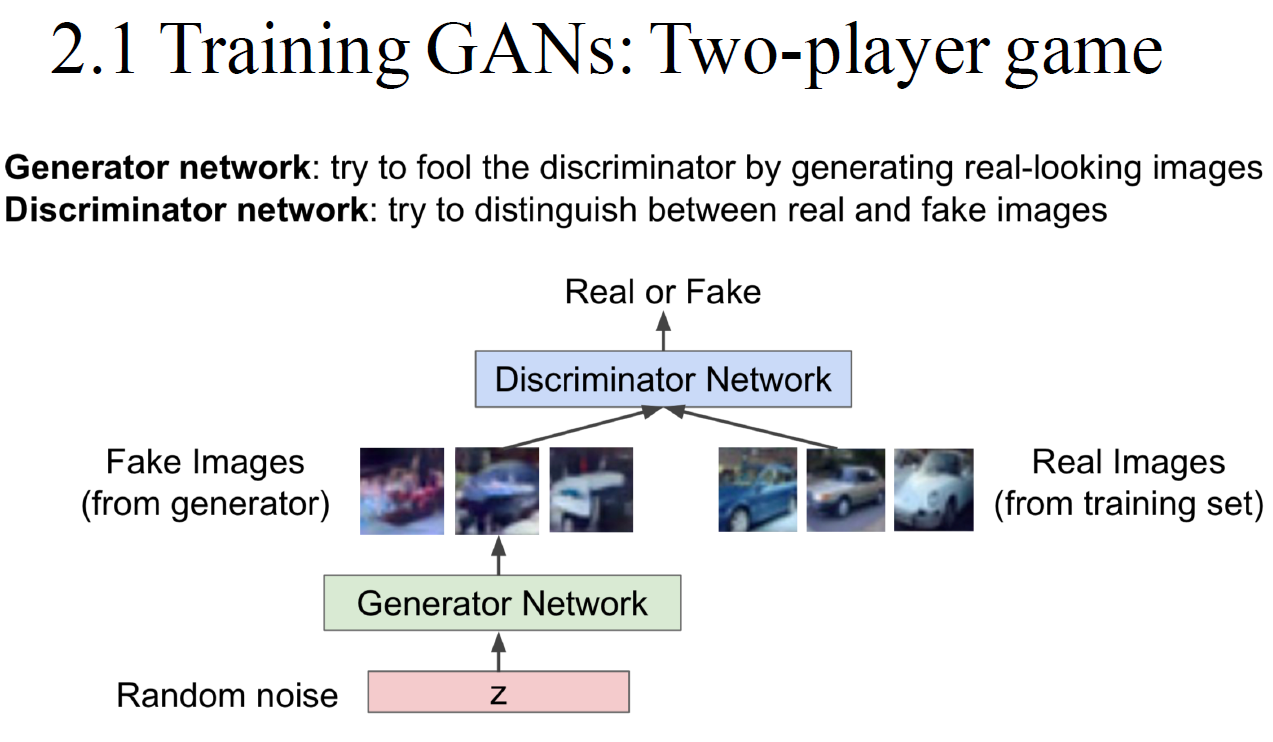 2.1 Training GANs: Two-player game
Generator network: try to fool the discriminator by generating real-looking images
Discriminator network: try to distinguish between real and fake images
Real or Fake
Discriminator Network
Fake Images
(from generator)
Real Images
(from training set)
Generator Network
Random noise
z